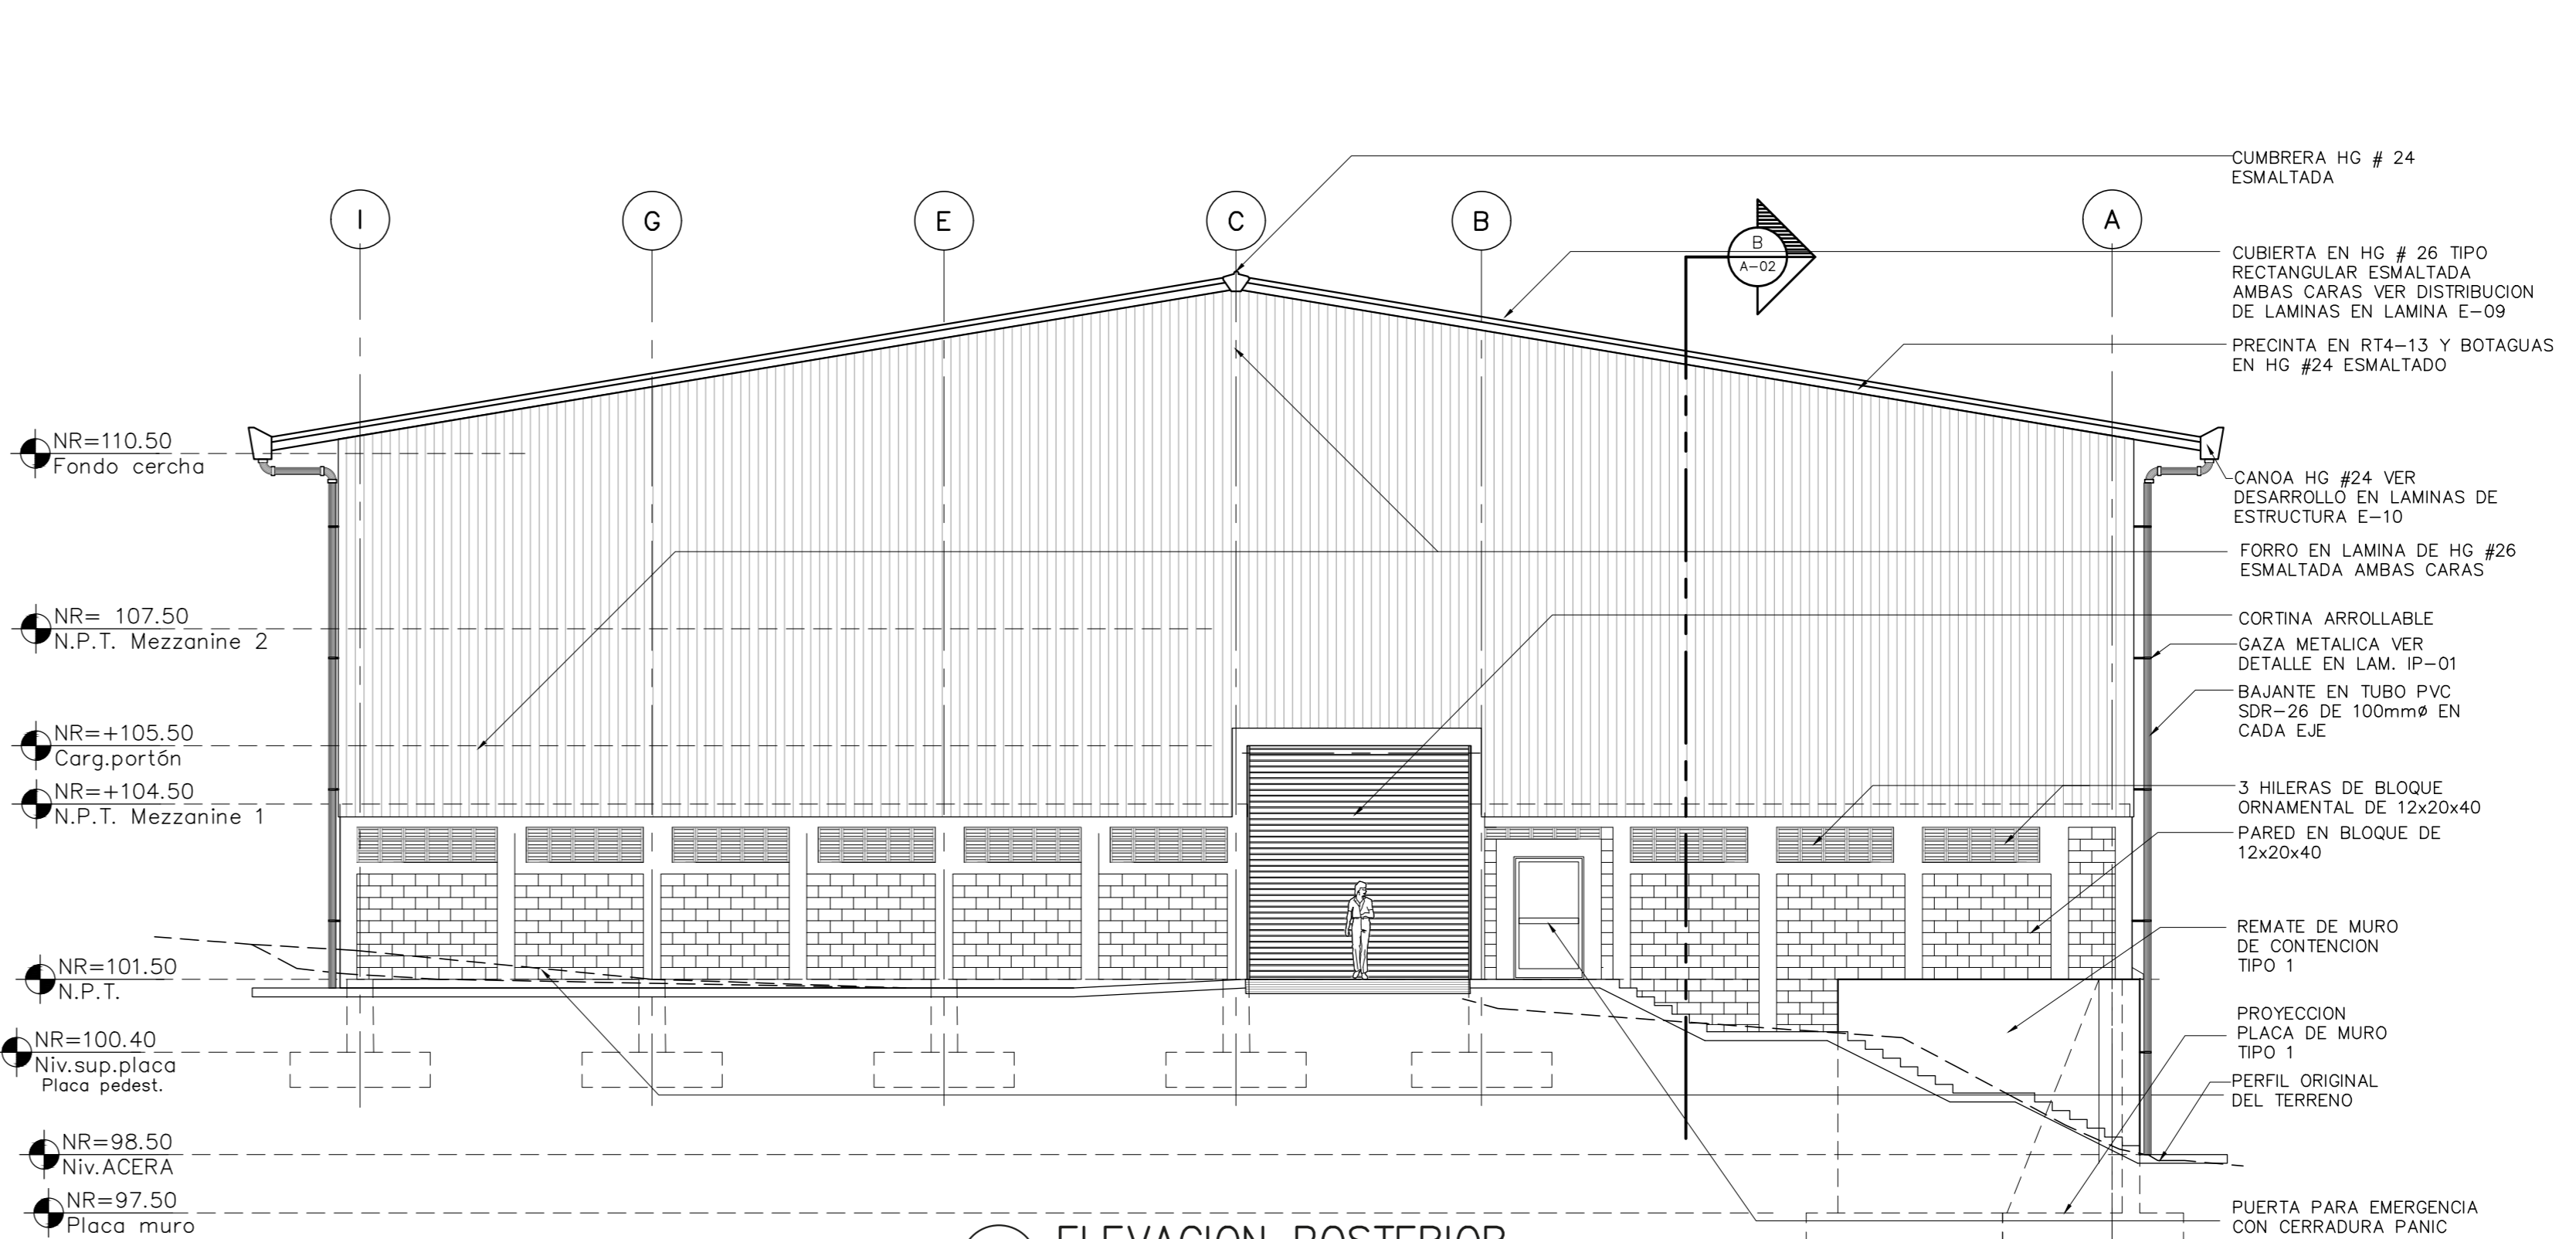 I
G
E
C
B
A
B
A-02
CUMBRERA HG # 24
ESMALTADA
CUBIERTA EN HG # 26 TIPO
RECTANGULAR ESMALTADA
AMBAS CARAS VER DISTRIBUCION
DE LAMINAS EN LAMINA E-09
PRECINTA EN RT4-13 Y BOTAGUAS
EN HG #24 ESMALTADO
CANOA HG #24 VER
DESARROLLO EN LAMINAS DE
ESTRUCTURA E-10
FORRO EN LAMINA DE HG #26
ESMALTADA AMBAS CARAS
CORTINA ARROLLABLE
GAZA METALICA VER
DETALLE EN LAM. IP-01
BAJANTE EN TUBO PVC
SDR-26 DE 100mmø EN
CADA EJE
3 HILERAS DE BLOQUE
ORNAMENTAL DE 12x20x40
PARED EN BLOQUE DE
12x20x40
REMATE DE MURO
DE CONTENCION
TIPO 1
PROYECCION
PLACA DE MURO
TIPO 1
PERFIL ORIGINAL
DEL TERRENO
PUERTA PARA EMERGENCIA
CON CERRADURA PANIC
NR=110.50
Fondo cercha
NR= 107.50
N.P.T. Mezzanine 2
NR=+105.50
Carg.portón
NR=+104.50
N.P.T. Mezzanine 1
NR=101.50
N.P.T.
NR=100.40
Niv.sup.placa
Placa pedest.
NR=98.50
Niv.ACERA
NR=97.50
Placa muro
ELEVACION POSTERIOR